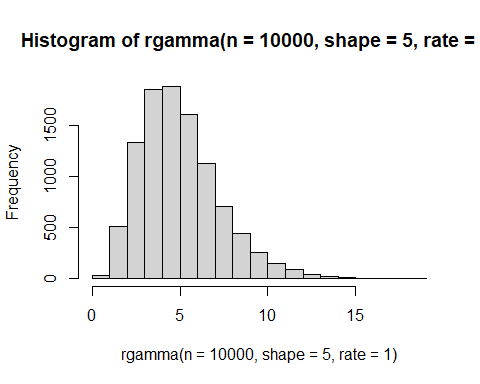 Histogram of rgamma(n = 10000, shape = 5, rate =
Frequency
1500
1000
500
0
0 5 10 15
rgamma(n = 10000, shape = 5, rate = 1)